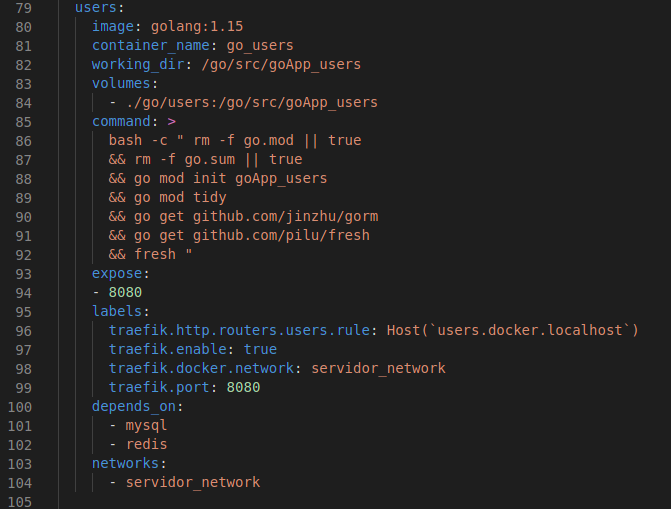 79 users:
80 image: golang:1.15
81 container_name: go_users
82 working_dir: /go/src/goApp_users
83 volumes:
84 - ./go/users:/go/src/goApp_users
85 command: >
86 bash -c " rm -f go.mod || true
87 && rm -f go.sum || true
88 && go mod init goApp_users
89 && go mod tidy
90 && go get github.com/jinzhu/gorm
91 && go get github.com/pilu/fresh
92 && fresh "
93 expose:
94 - 8080
95 labels:
96 traefik.http.routers.users.rule: Host(`users.docker.localhost`)
97 traefik.enable: true
98 traefik.docker.network: servidor_network
99 traefik.port: 8080
100 depends_on:
101 - mysql
102 - redis
103 networks:
104 - servidor_network
105